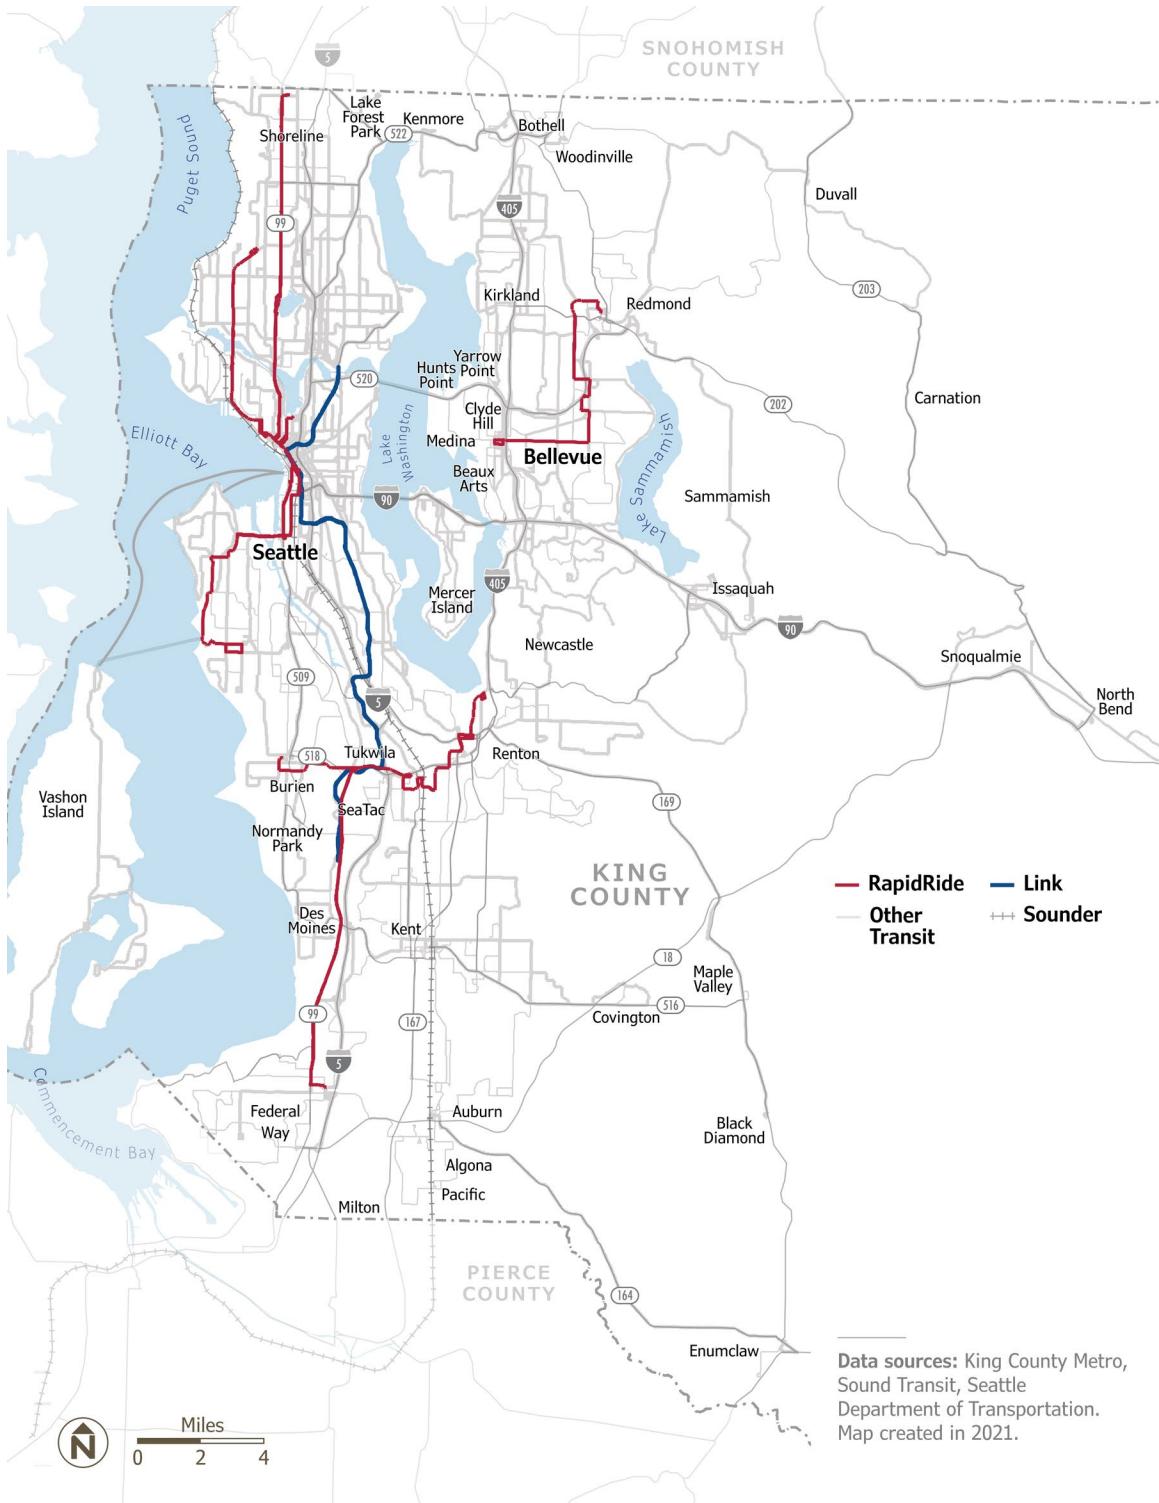 SNOHOMISH
COUNTY
5
Lake
Forest
Park
Kenmore
522
Bothell
Shoreline
Woodinville
Puget Sound
Duvall
405
99
203
Kirkland
Redmond
Yarrow
Point
Hunts
Point
520
Carnation
202
Clyde
Hill
Lake
Washington
Medina
Elliott Bay
Bellevue
Lake Sammamish
Beaux
Arts
90
Sammamish
Seattle
405
Issaquah
Mercer
Island
90
Newcastle
Snoqualmie
509
5
North
Bend
518
Tukwila
Renton
Burien
Vashon
Island
SeaTac
169
Normandy
Park
KING
COUNTY
RapidRide
Link
Other
Transit
Sounder
Des
Moines
Kent
18
Maple
Valley
516
99
167
Covington
5
Commencement Bay
Federal
Way
Auburn
Black
Diamond
Algona
Pacific
Milton
PIERCE
COUNTY
164
Enumclaw
Data sources: King County Metro,
Sound Transit, Seattle
Department of Transportation.
Map created in 2021.
N
Miles
0 2 4